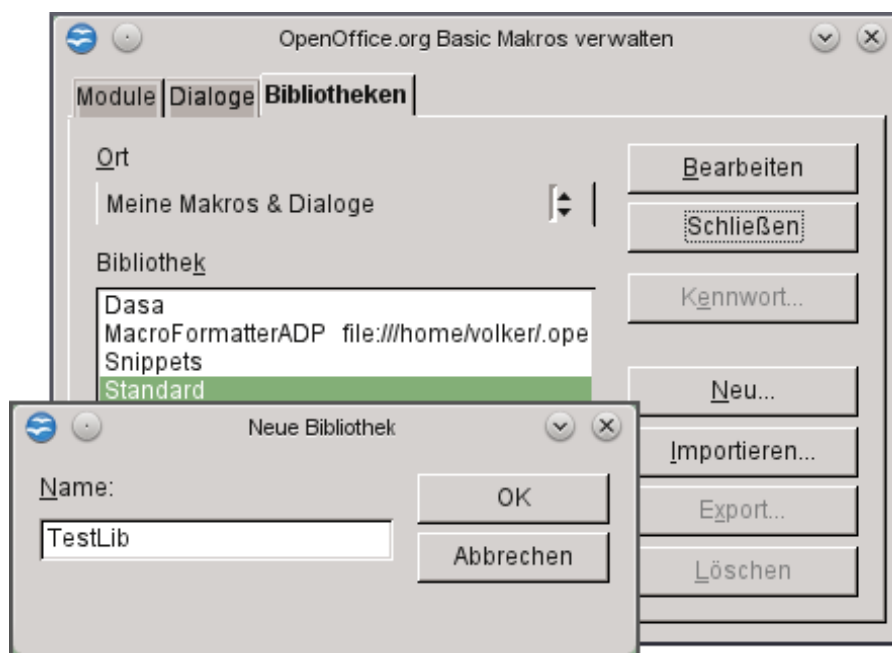 OpenOffice.org Basic Makros verwalten
Module Dialoge Bibliotheken
Ort
Meine Makros & Dialoge
Bibliothek
Dasa
MacroFormatterADP file:///home/volker/.ope
Snippets
Standard
Bearbeiten
Schließen
Kennwort...
Neu...
Importieren...
Export...
Löschen
Neue Bibliothek
Name:
TestLib
OK
Abbrechen